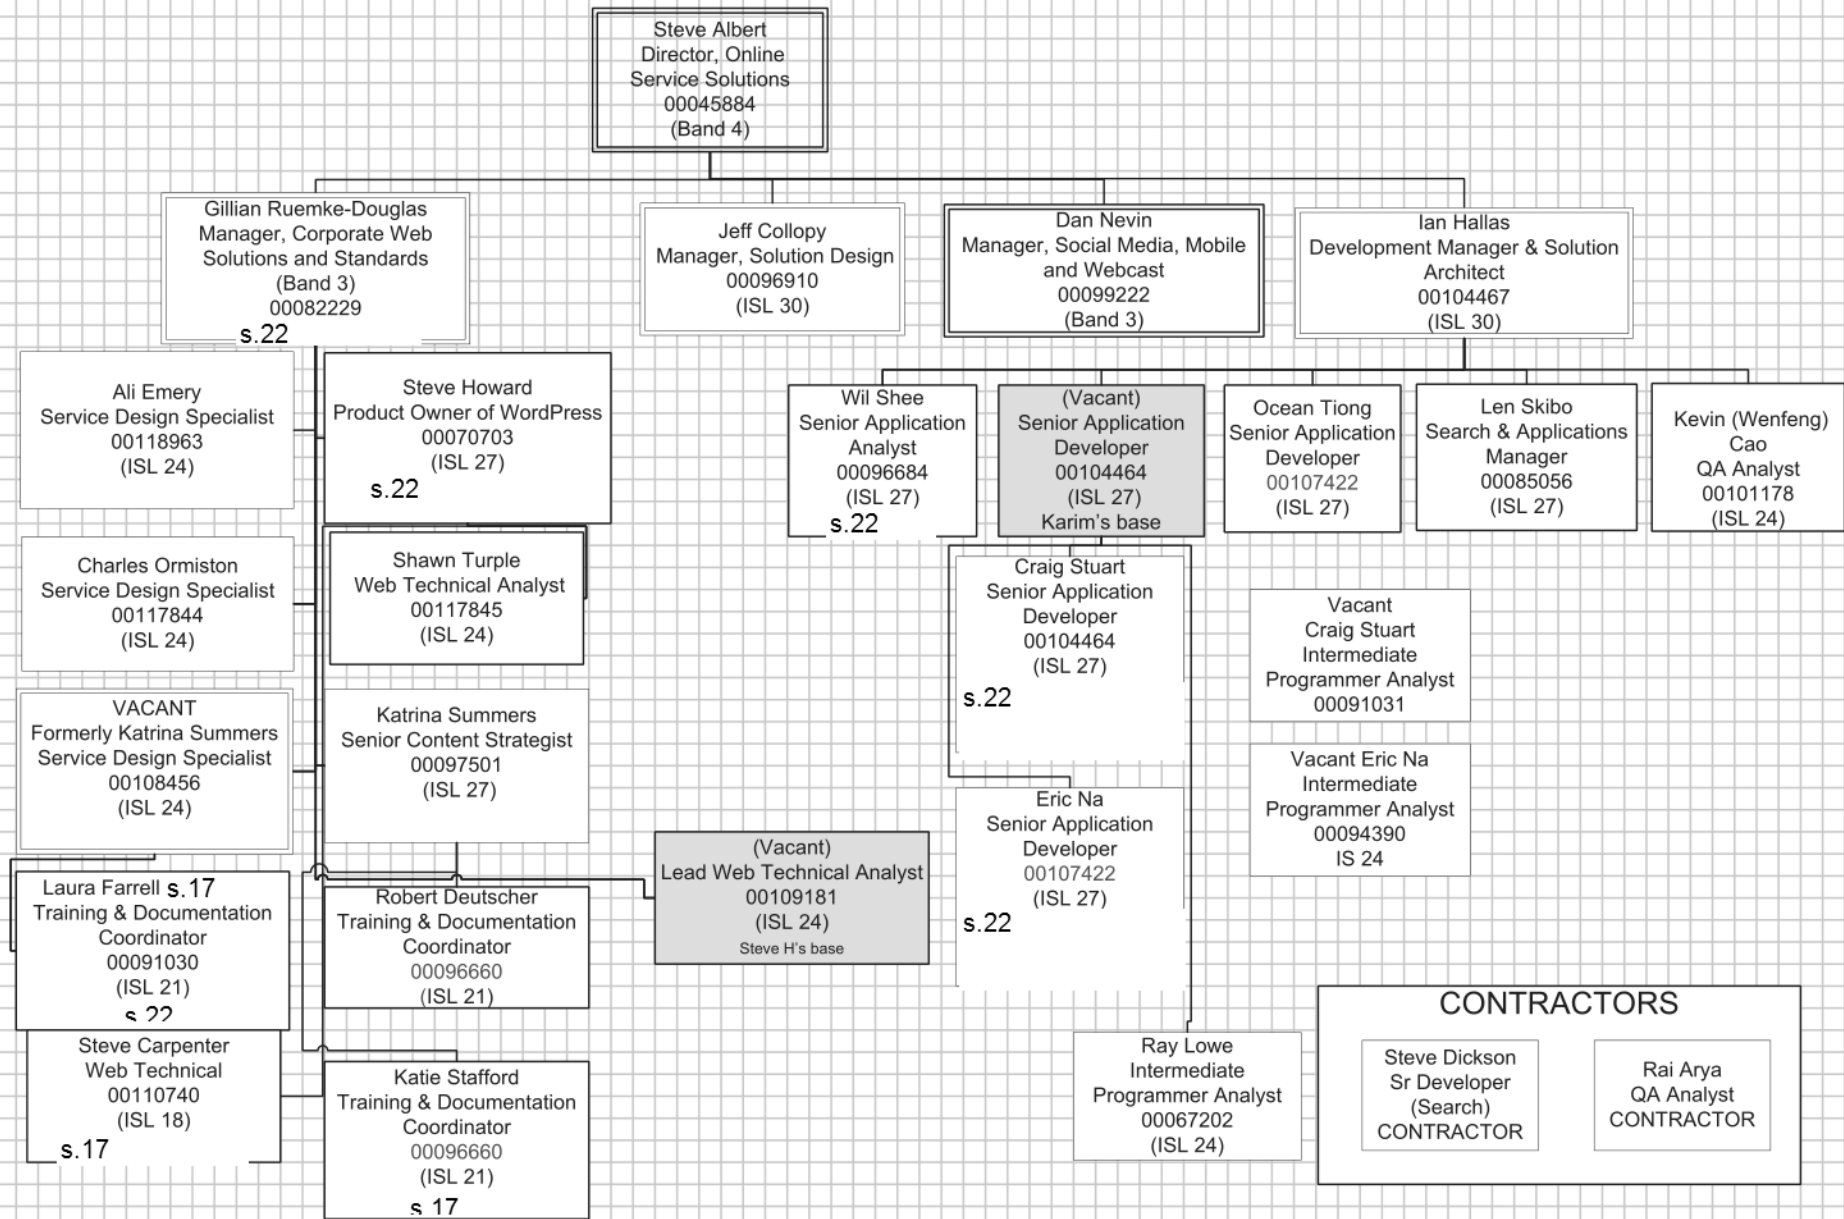 Steve Albert
Director, Online
Service Solutions
00045884
(Band 4)
Gillian Ruemke-Douglas
Manager, Corporate Web
Solutions and Standards
(Band 3)
00082229
s.22
Jeff Collopy
Manager, Solution Design
00096910
(ISL 30)
Dan Nevin
Manager, Social Media, Mobile
and Webcast
00099222
(Band 3)
Ian Hallas
Development Manager & Solution
Architect
00104467
(ISL 30)
Ali Emery
Service Design Specialist
00118963
(ISL 24)
Steve Howard
Product Owner of WordPress
00070703
(ISL 27)
s.22
Wil Shee
Senior Application
Analyst
00096684
(ISL 27)
s.22
(Vacant)
Senior Application
Developer
00104464
(ISL 27)
Karim's base
Ocean Tiong
Senior Application
Developer
00107422
(ISL 27)
Len Skibo
Search & Applications
Manager
00085056
(ISL 27)
Kevin (Wenfeng)
Cao
QA Analyst
00101178
(ISL 24)
Charles Ormiston
Service Design Specialist
00117844
(ISL 24)
Shawn Turple
Web Technical Analyst
00117845
(ISL 24)
Craig Stuart
Senior Application
Developer
00104464
(ISL 27)
s.22
Vacant
Craig Stuart
Intermediate
Programmer Analyst
00091031
VACANT
Formerly Katrina Summers
Service Design Specialist
00108456
(ISL 24)
Katrina Summers
Senior Content Strategist
00097501
(ISL 27)
Vacant Eric Na
Intermediate
Programmer Analyst
00094390
IS 24
Eric Na
Senior Application
Developer
00107422
(ISL 27)
s.22
(Vacant)
Lead Web Technical Analyst
00109181
(ISL 24)
Steve H's base
Laura Farrell s.17
Training & Documentation
Coordinator
00091030
(ISL 21)
s.22
Robert Deutscher
Training & Documentation
Coordinator
00096660
(ISL 21)
Steve Carpenter
Web Technical
00110740
(ISL 18)
s.17
Katie Stafford
Training & Documentation
Coordinator
00096660
(ISL 21)
s.17
Ray Lowe
Intermediate
Programmer Analyst
00067202
(ISL 24)
CONTRACTORS
Steve Dickson
Sr Developer
(Search)
CONTRACTOR
Rai Arya
QA Analyst
CONTRACTOR